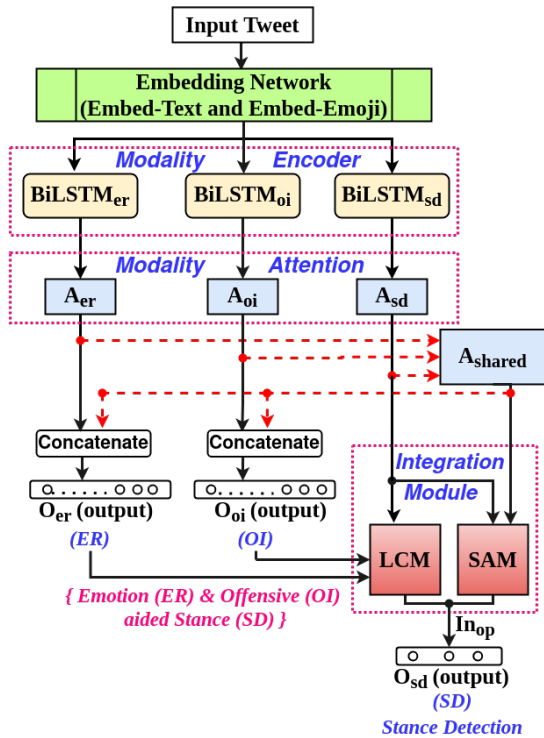 Input Tweet
Embedding Network
(Embed-Text and Embed-Emoji)
Modality Encoder
BiLSTMer BiLSTMoi BiLSTMsd
Modality Attention
Aer Aoi Asd
Ashared
Concatenate Concatenate
Integration
Module
Oer (output) Ooi (output)
(ER) (OI)
LCM SAM
{ Emotion (ER) & Offensive (OI)
aided Stance (SD) }
Inop
Osd (output)
(SD)
Stance Detection